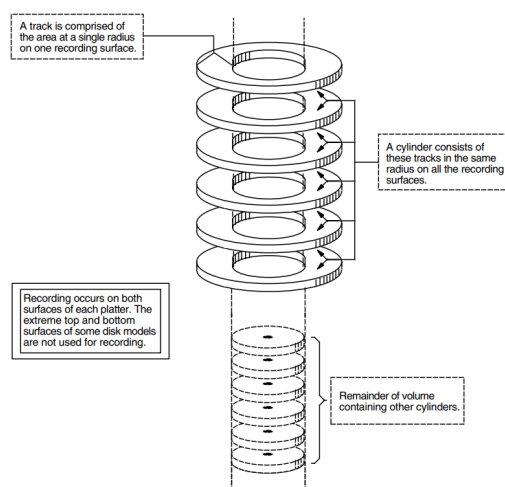 A track is comprised of
the area at a single radius
on one recording surface.
A cylinder consists of
these tracks in the same
radius on all the recording
surfaces.
Recording occurs on both
surfaces of each platter. The
extreme top and bottom
surfaces of some disk models
are not used for recording.
Remainder of volume
containing other cylinders.